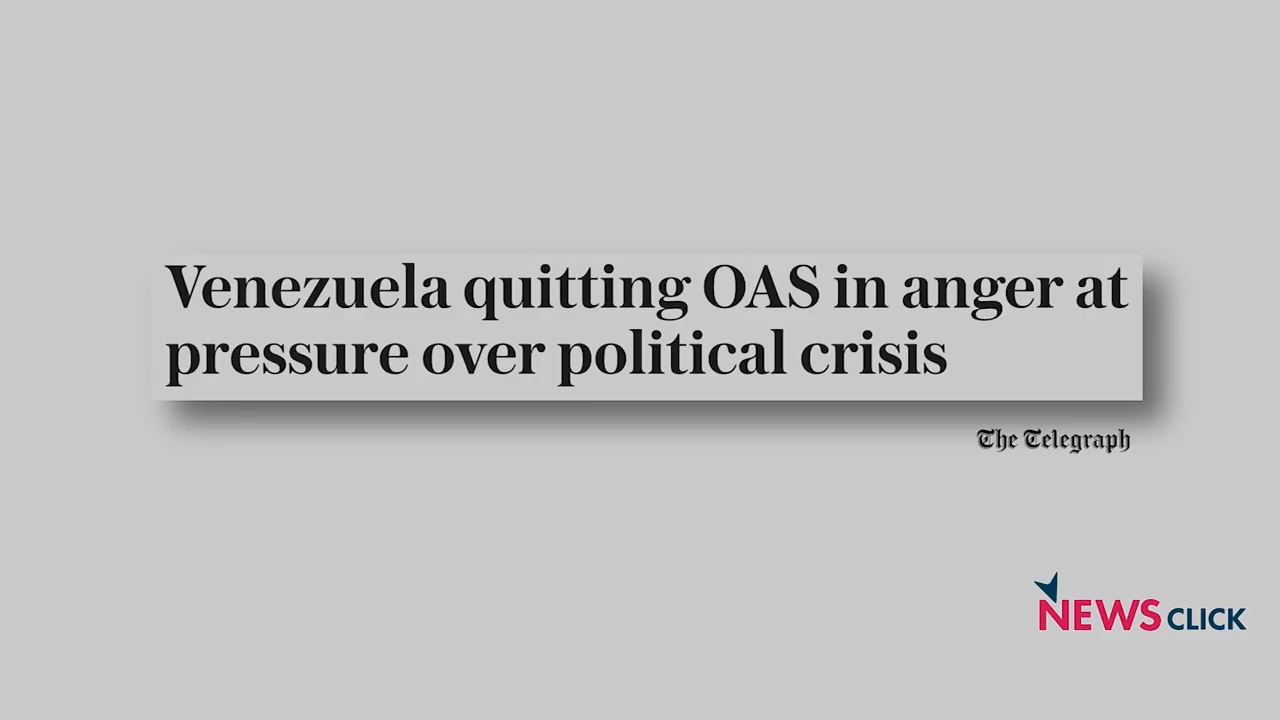 Venezuela quitting OAS in anger at
pressure over political crisis
The Telegraph
NEWS CLICK